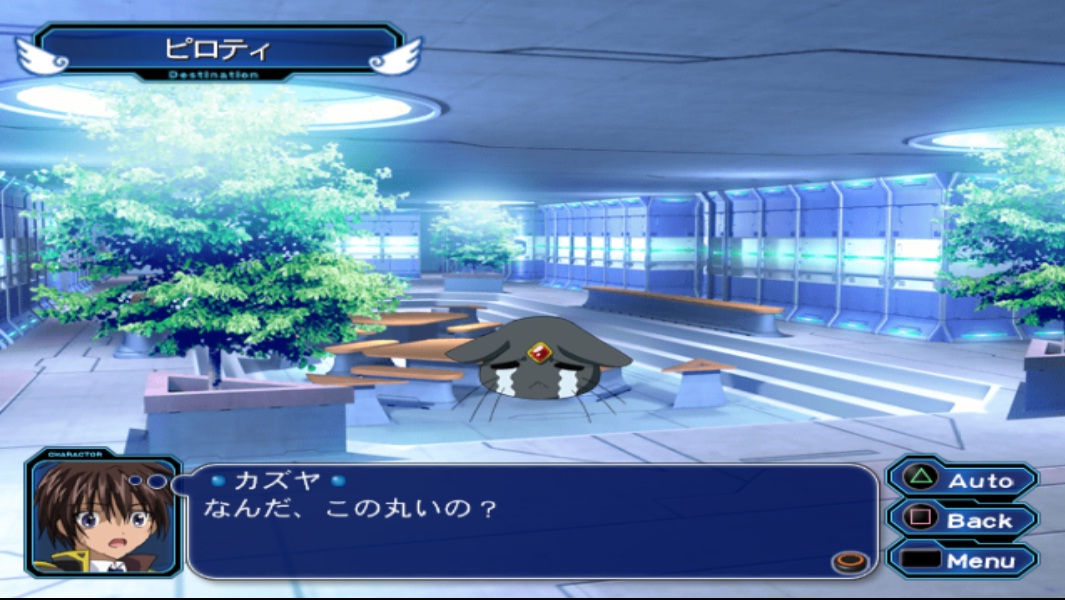 ピロティ
Destination
CHARACTOR
カズヤ
なんだ、この丸いの？
Auto
Back
Menu